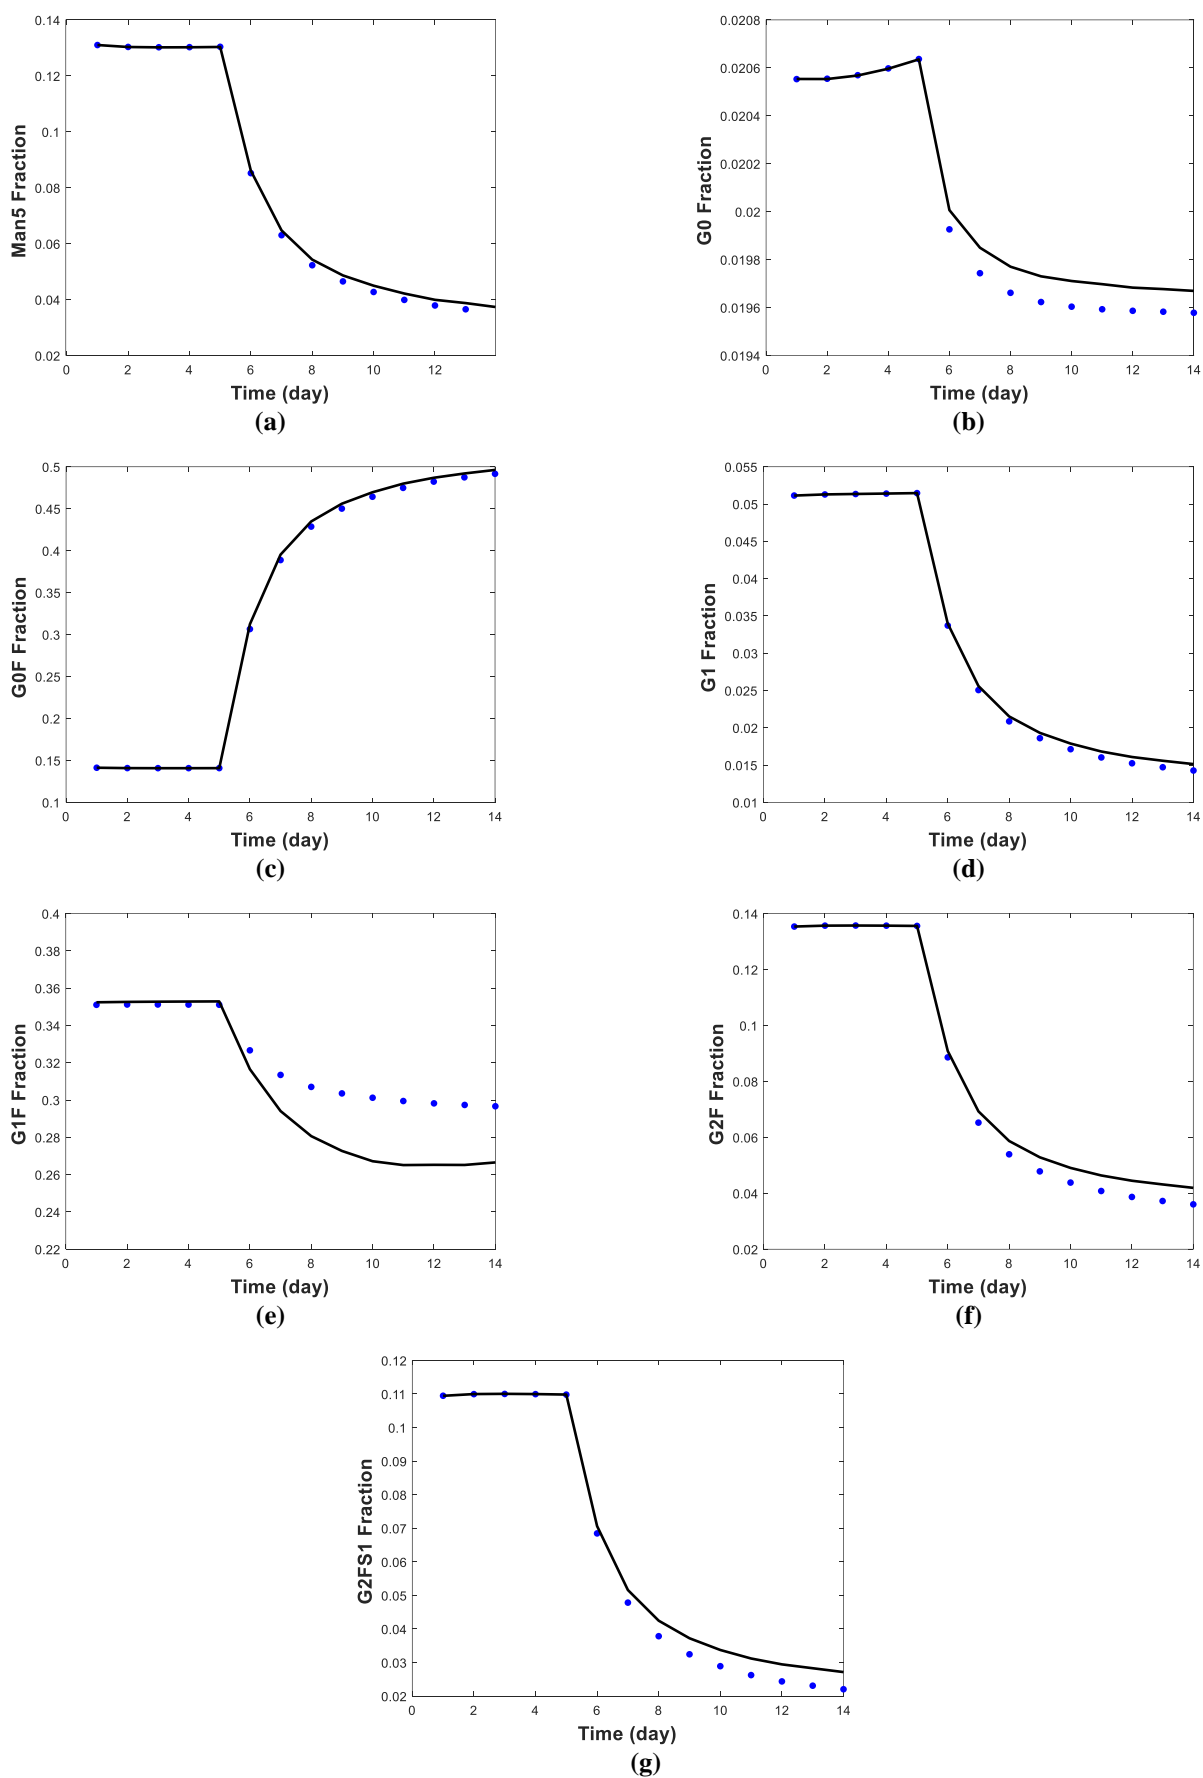 0.14
0.12
0.1
0.08
0.06
0.04
0.02
Man5 Fraction
0 2 4 6 8 10 12
Time (day)
(a)
0.0208
0.0206
0.0204
0.0202
0.02
0.0198
0.0196
0.0194
G0 Fraction
0 2 4 6 8 10 12 14
Time (day)
(b)
0.5
0.45
0.4
0.35
0.3
0.25
0.2
0.15
0.1
G0F Fraction
0 2 4 6 8 10 12 14
Time (day)
(c)
0.055
0.05
0.045
0.04
0.035
0.03
0.025
0.02
0.015
0.01
G1 Fraction
0 2 4 6 8 10 12 14
Time (day)
(d)
0.4
0.38
0.36
0.34
0.32
0.3
0.28
0.26
0.24
0.22
G1F Fraction
0 2 4 6 8 10 12 14
Time (day)
(e)
0.14
0.12
0.1
0.08
0.06
0.04
0.02
G2F Fraction
0 2 4 6 8 10 12 14
Time (day)
(f)
0.12
0.11
0.1
0.09
0.08
0.07
0.06
0.05
0.04
0.03
0.02
G2FS1 Fraction
0 2 4 6 8 10 12 14
Time (day)
(g)